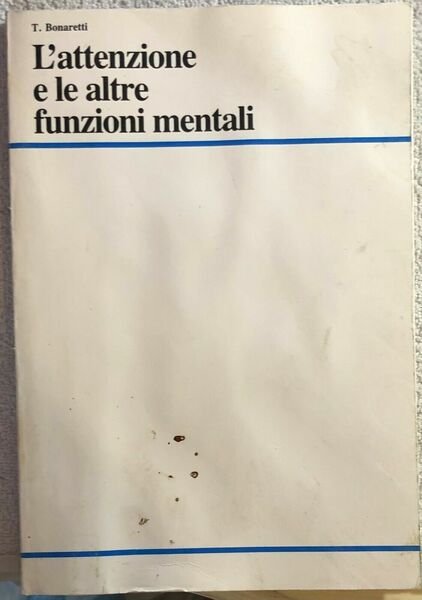 T. Bonaretti
L'attenzione
e le altre
funzioni mentali